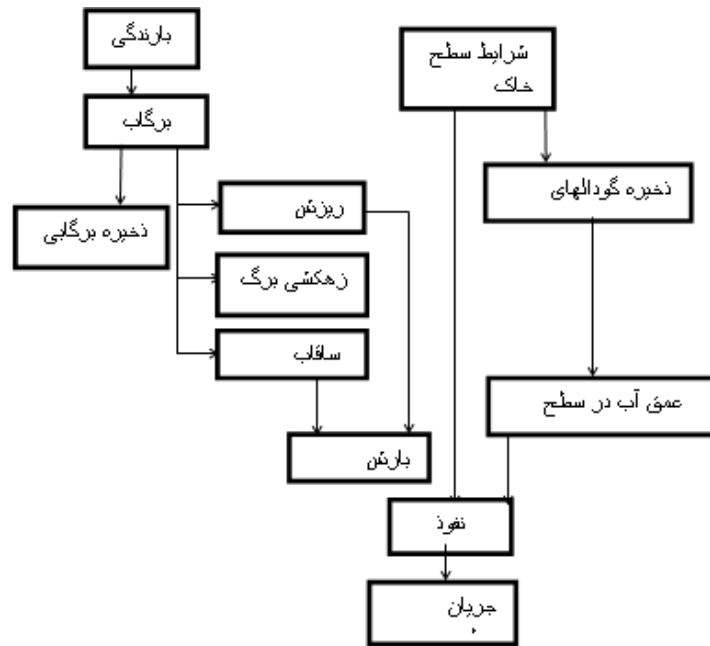 بارندگی
شرایط سطح
خاک
برگاب
ذخیره گودالهای
ریزش
ذخیره برگابی
زهکشی برگ
ساقاب
عمق آب در سطح
بارش
نفوذ
جریان